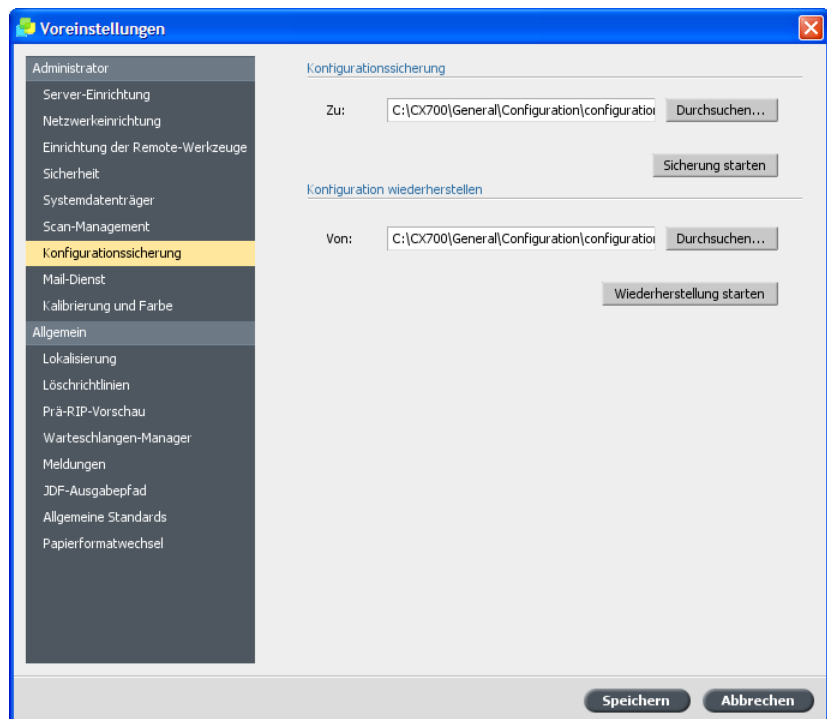 Voreinstellungen
Administrator
Server-Einrichtung
Netzwerkeinrichtung
Einrichtung der Remote-Werkzeuge
Sicherheit
Systemdatenträger
Scan-Management
Konfigurationssicherung
Mail-Dienst
Kalibrierung und Farbe
Allgemein
Lokalisierung
Löschrichtlinien
Prä-RIP-Vorschau
Warteschlangen-Manager
Meldungen
JDF-Ausgabepfad
Allgemeine Standards
Papierformatwechsel
Konfigurationssicherung
Zu: C:\CX700\General\Configuration\configuration Durchsuchen...
Sicherung starten
Konfiguration wiederherstellen
Von: C:\CX700\General\Configuration\configuration Durchsuchen...
Wiederherstellung starten
Speichern Abbrechen